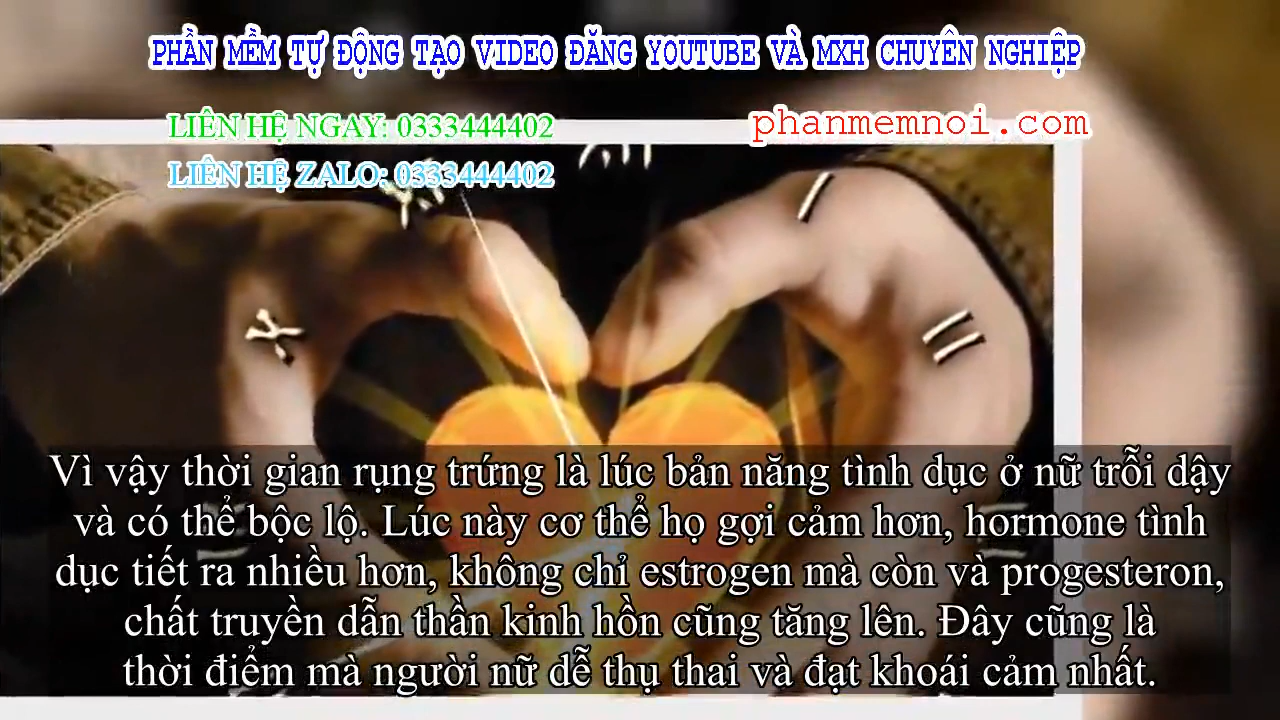 PHẦN MỀM TỰ ĐỘNG TẠO VIDEO ĐĂNG YOUTUBE VÀ MXH CHUYÊN NGHIỆP
LIÊN HỆ NGAY: 0333444402
phanmemnoi.com
LIÊN HỆ ZALO: 0333444402
Vì vậy thời gian rụng trứng là lúc bản năng tình dục ở nữ trỗi dậy
và có thể bộc lộ. Lúc này cơ thể họ gợi cảm hơn, hormone tình
dục tiết ra nhiều hơn, không chỉ estrogen mà còn và progesteron,
chất truyền dẫn thần kinh hồn cũng tăng lên. Đây cũng là
thời điểm mà người nữ dễ thụ thai và đạt khoái cảm nhất.